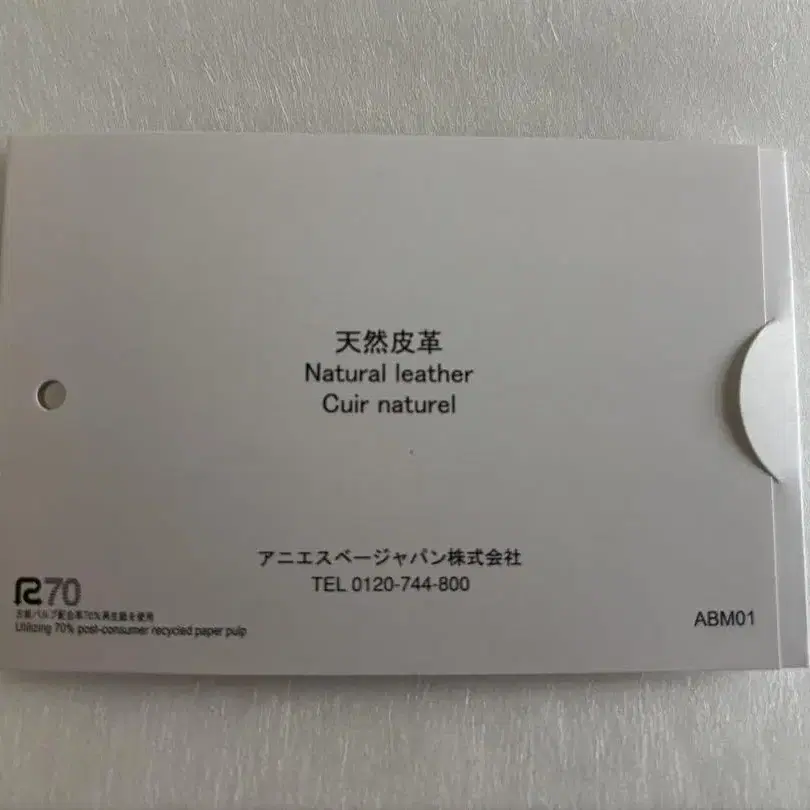 天然皮革
Natural leather
Cuir naturel
アニエスベージャパン株式会社
TEL 0120-744-800
R70
古紙パルプ配合率70%再生紙を使用
Utilizing 70% post-consumer recycled paper pulp
ABM01